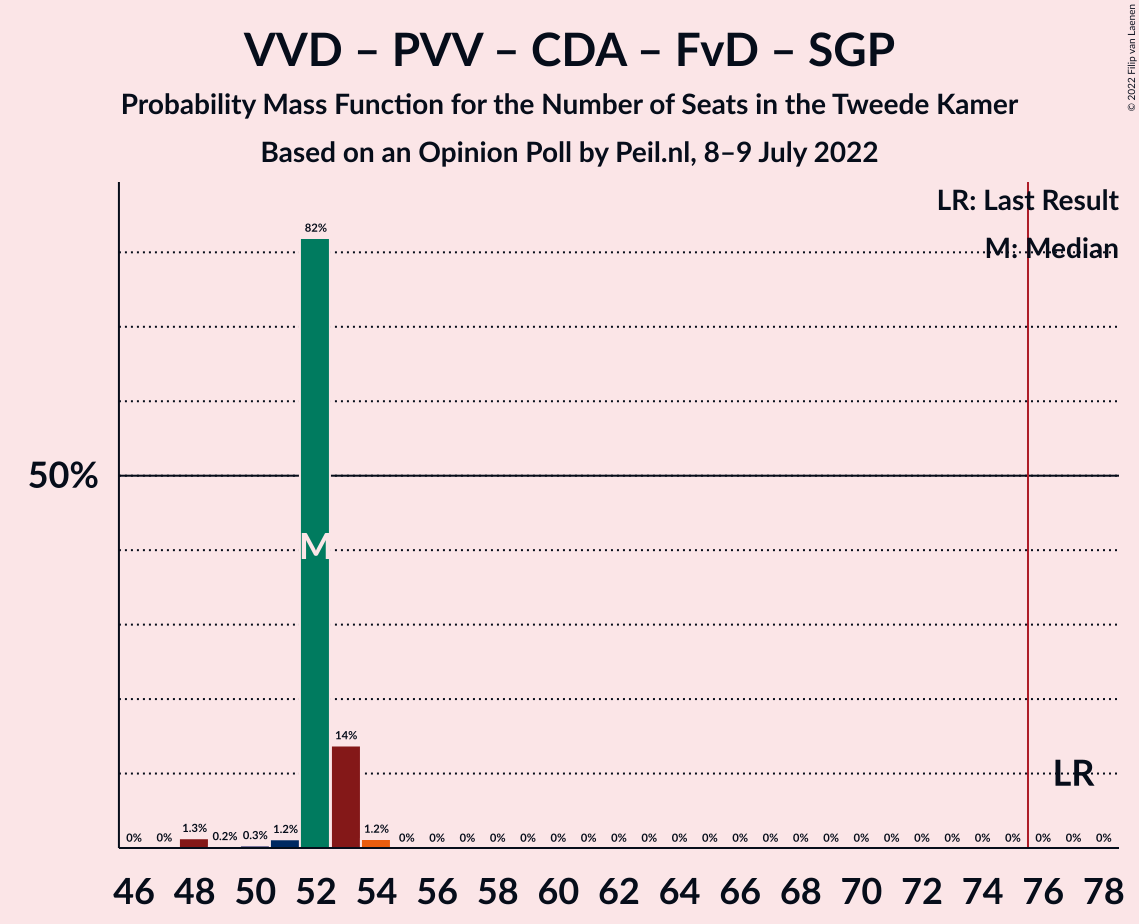 VVD – PVV – CDA – FvD – SGP
Probability Mass Function for the Number of Seats in the Tweede Kamer
Based on an Opinion Poll by Peil.nl, 8–9 July 2022
© 2022 Filip van Laenen
LR: Last Result
M: Median
82%
50%
M
14%
LR
0% 0% 1.3% 0.2% 0.3% 1.2% 1.2% 0% 0% 0% 0% 0% 0% 0% 0% 0% 0% 0% 0% 0% 0% 0% 0% 0% 0% 0% 0% 0% 0% 0% 0%
46 48 50 52 54 56 58 60 62 64 66 68 70 72 74 76 78